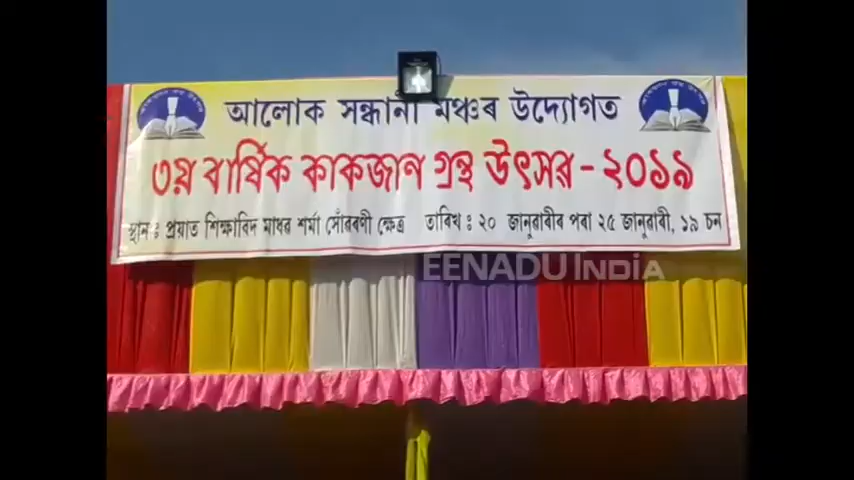 আলোক সন্ধানী মঞ্চৰ উদ্যোগত
৩য় বাৰ্ষিক কাকজান গ্ৰন্থ উৎসৱ - ২০১৯
স্থান : প্ৰয়াত শিক্ষাবিদ মাধৱ শৰ্মা সোঁৱৰণী ক্ষেত্ৰ তাৰিখ : ২০ জানুৱাৰীৰ পৰা ২৫ জানুৱাৰী, ১৯ চন
EENADU INDIA